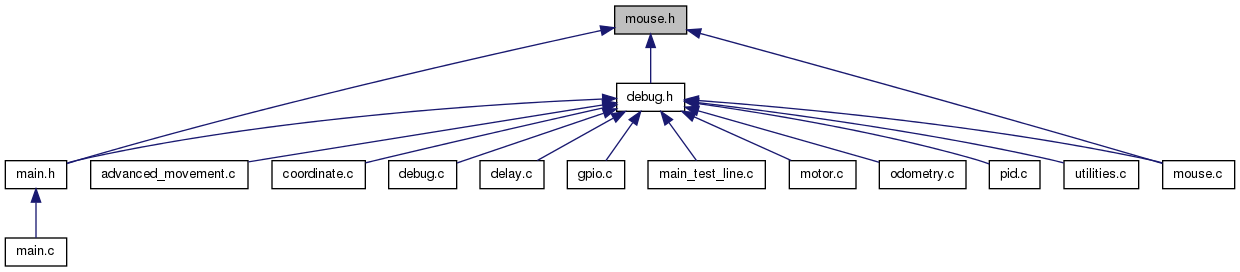 mouse.h
debug.h
main.h
advanced_movement.c
coordinate.c
debug.c
delay.c
gpio.c
main_test_line.c
motor.c
odometry.c
pid.c
utilities.c
mouse.c
main.c